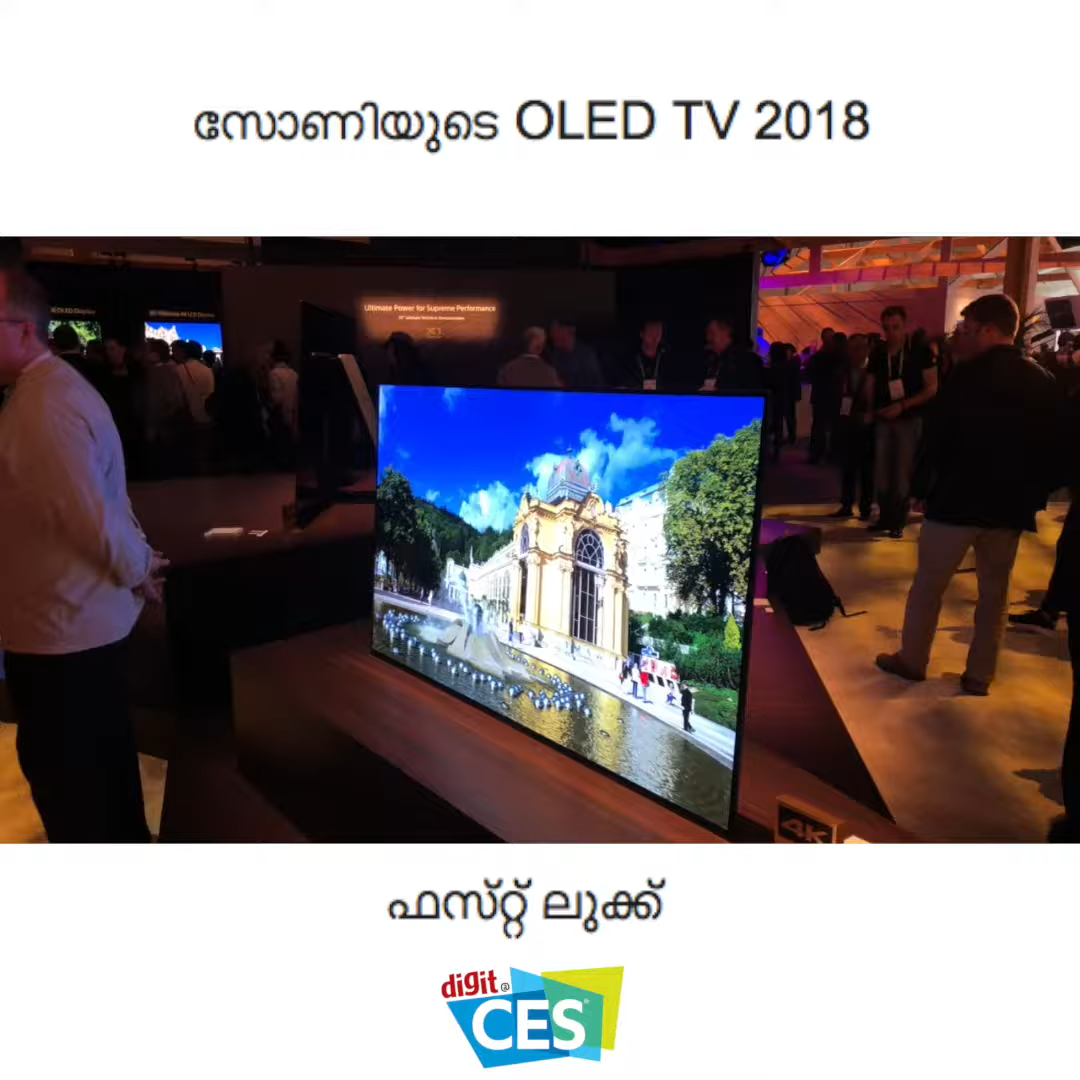 സോണിയുടെ OLED TV 2018
Ultimate Power for Supreme Performance
4K
ഫസ്റ്റ് ലുക്ക്
digit @
CES